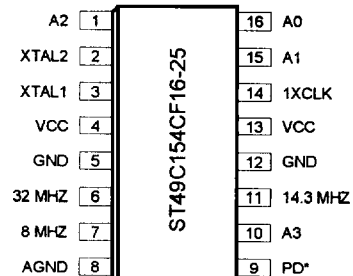 A2 1 16 A0
XTAL2 2 15 A1
XTAL1 3 14 1XCLK
VCC 4 13 VCC
GND 5 12 GND
32 MHZ 6 11 14.3 MHZ
8 MHZ 7 10 A3
AGND 8 9 PD*
ST49C154CF16-25